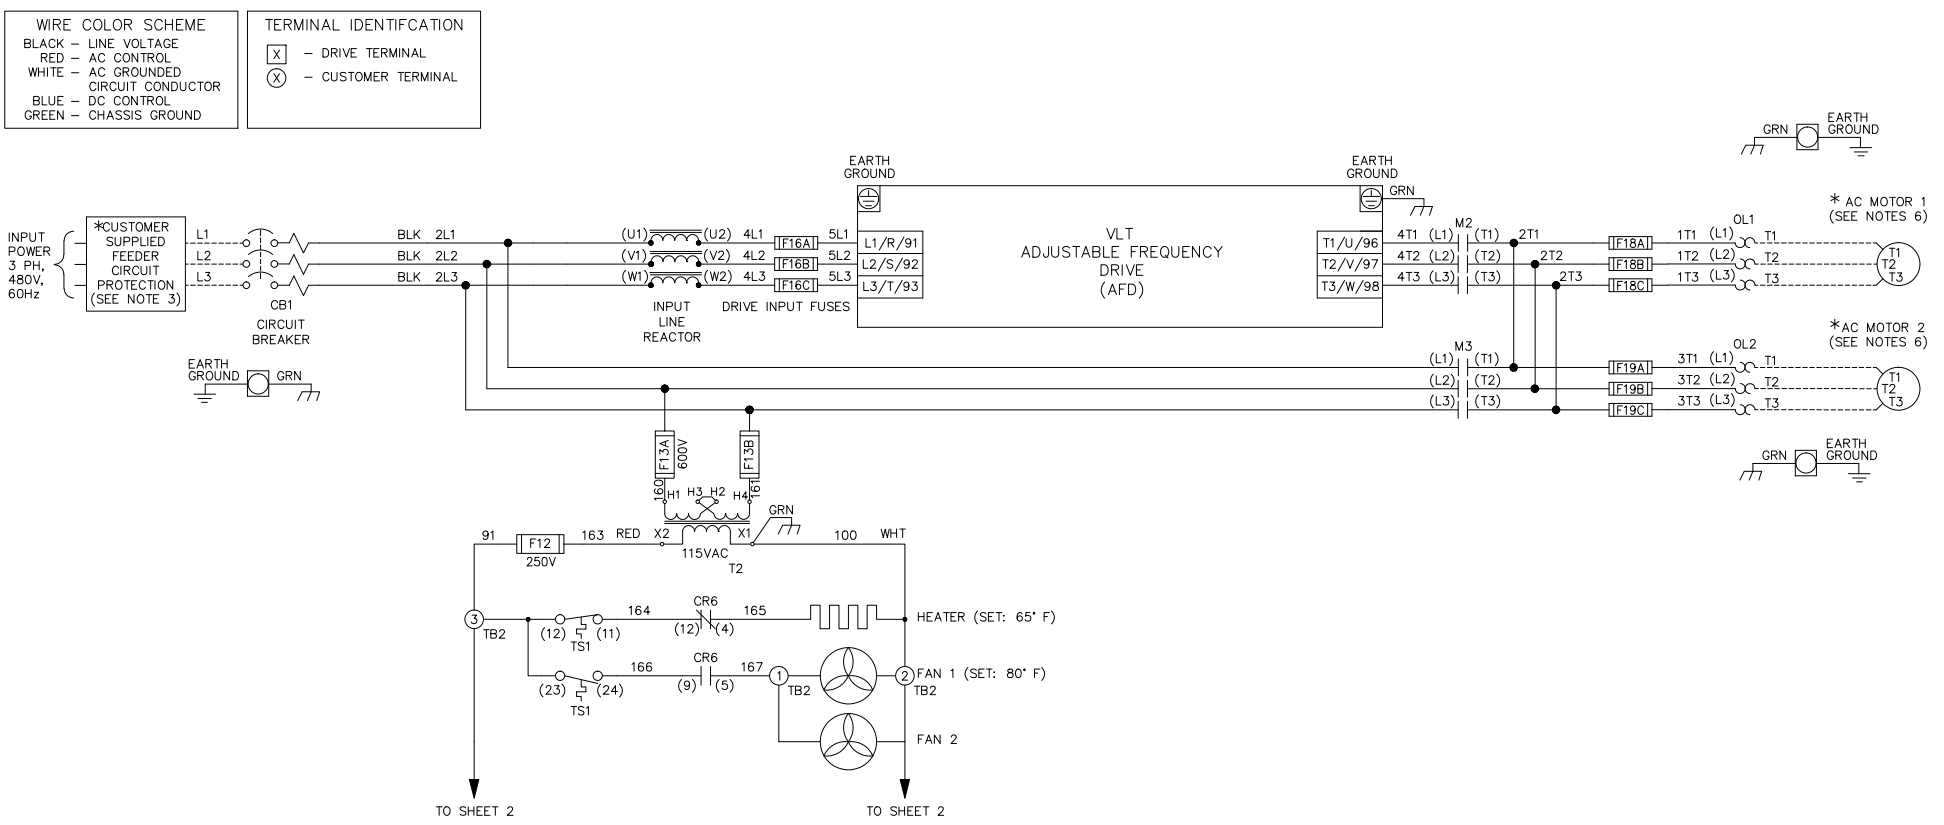 WIRE COLOR SCHEME
BLACK – LINE VOLTAGE
RED – AC CONTROL
WHITE – AC GROUNDED
CIRCUIT CONDUCTOR
BLUE – DC CONTROL
GREEN – CHASSIS GROUND
TERMINAL IDENTIFCATION
X – DRIVE TERMINAL
X – CUSTOMER TERMINAL
GRN
EARTH
GROUND
INPUT
POWER
3 PH,
480V,
60Hz
*CUSTOMER
SUPPLIED
FEEDER
CIRCUIT
PROTECTION
(SEE NOTE 3)
L1
L2
L3
CB1
CIRCUIT
BREAKER
BLK 2L1
BLK 2L2
BLK 2L3
(U1) (U2) 4L1 F16A 5L1
(V1) (V2) 4L2 F16B 5L2
(W1) (W2) 4L3 F16C 5L3
INPUT
LINE
REACTOR
DRIVE INPUT FUSES
EARTH
GROUND
L1/R/91
L2/S/92
L3/T/93
VLT
ADJUSTABLE FREQUENCY
DRIVE
(AFD)
EARTH
GROUND
GRN
T1/U/96
T2/V/97
T3/W/98
M2
4T1 (L1) (T1) 2T1
4T2 (L2) (T2) 2T2
4T3 (L3) (T3) 2T3
F18A
F18B
F18C
OL1
1T1 (L1) T1
1T2 (L2) T2
1T3 (L3) T3
* AC MOTOR 1
(SEE NOTES 6)
T1
T2
T3
EARTH
GROUND
GRN
M3
(L1) (T1)
(L2) (T2)
(L3) (T3)
F19A
F19B
F19C
OL2
3T1 (L1) T1
3T2 (L2) T2
3T3 (L3) T3
*AC MOTOR 2
(SEE NOTES 6)
T1
T2
T3
GRN
EARTH
GROUND
F13A
600V
F13B
160
161
H1 H3 H2 H4
GRN
91 F12 163 RED X2 X1 100 WHT
250V
115VAC
T2
3
TB2
(12) (11)
TS1
164
CR6
(12) (4)
165
HEATER (SET: 65° F)
(23) (24)
TS1
166
CR6
(9) (5)
167
1
TB2
2
TB2
FAN 1 (SET: 80° F)
FAN 2
TO SHEET 2
TO SHEET 2